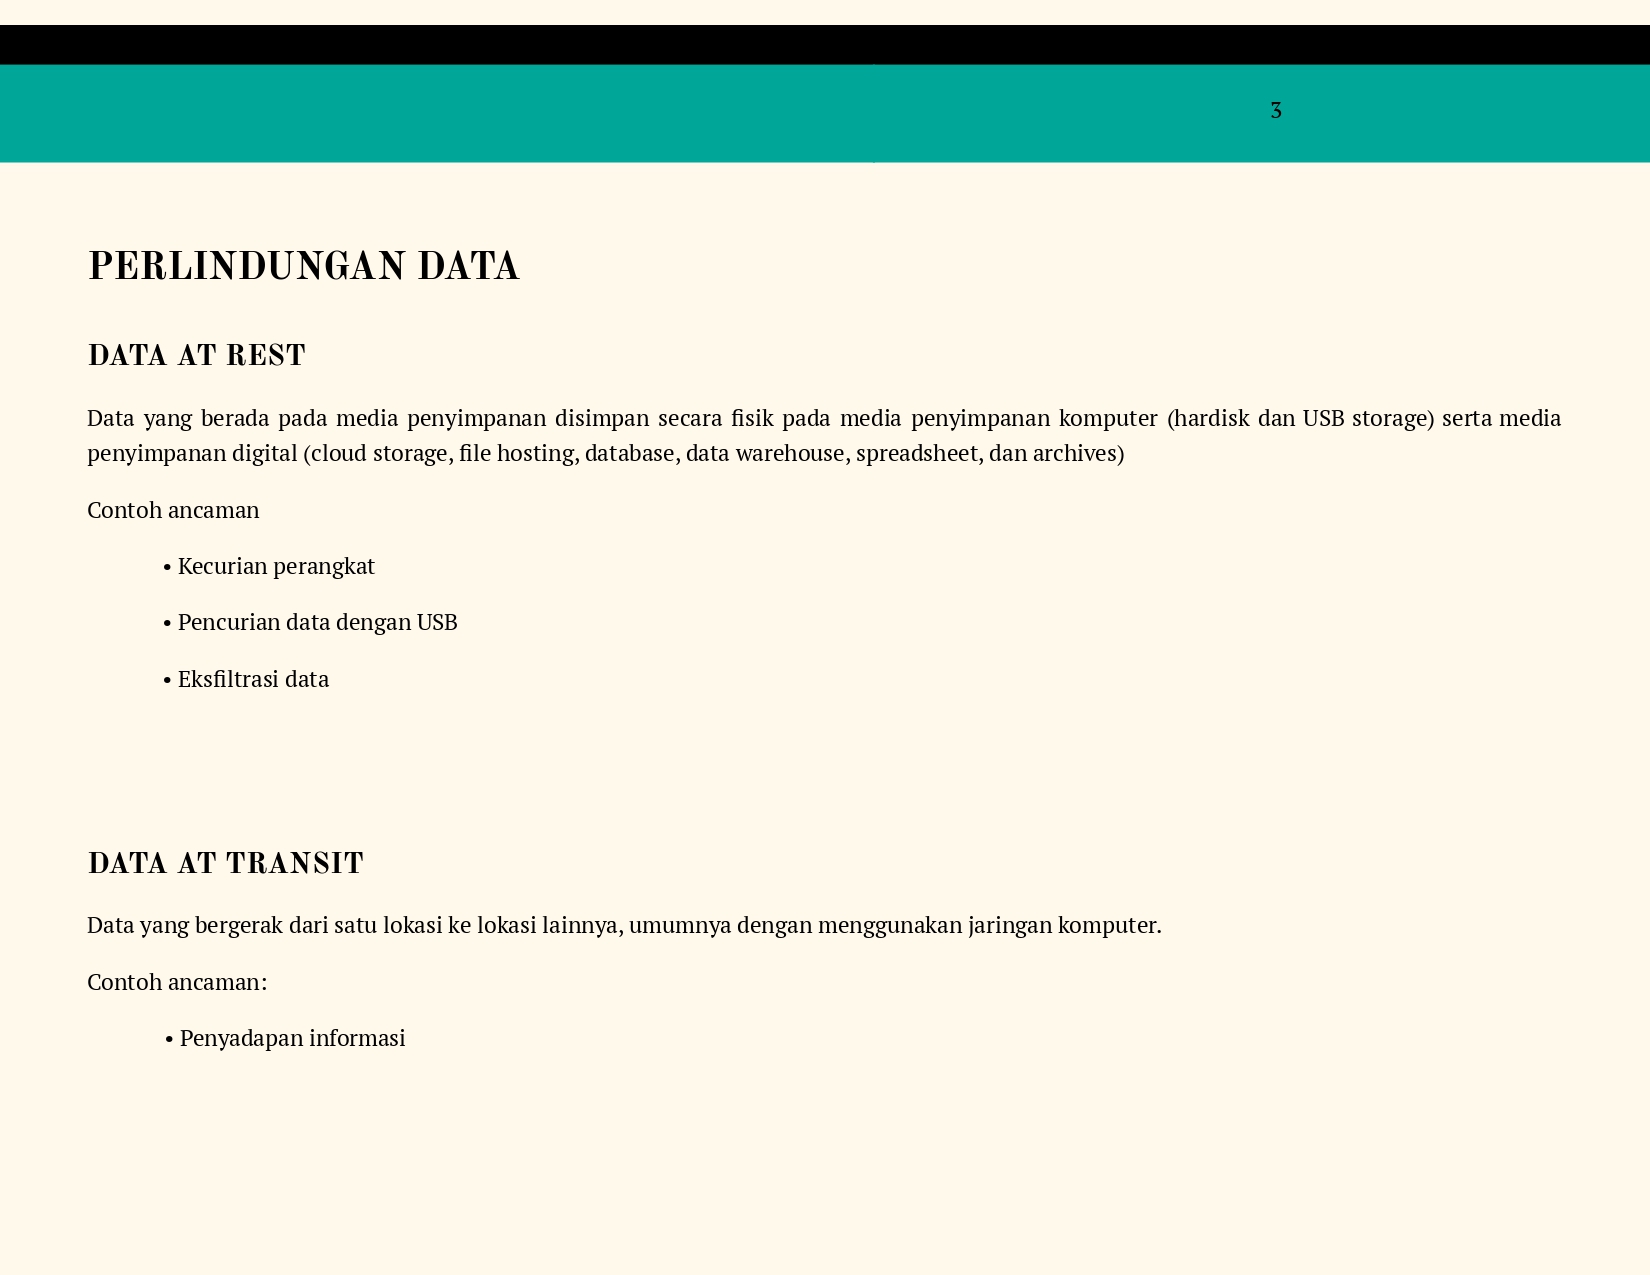 3
PERLINDUNGAN DATA
DATA AT REST
Data yang berada pada media penyimpanan disimpan secara fisik pada media penyimpanan komputer (hardisk dan USB storage) serta media
penyimpanan digital (cloud storage, file hosting, database, data warehouse, spreadsheet, dan archives)
Contoh ancaman
• Kecurian perangkat
• Pencurian data dengan USB
• Eksfiltrasi data
DATA AT TRANSIT
Data yang bergerak dari satu lokasi ke lokasi lainnya, umumnya dengan menggunakan jaringan komputer.
Contoh ancaman:
• Penyadapan informasi